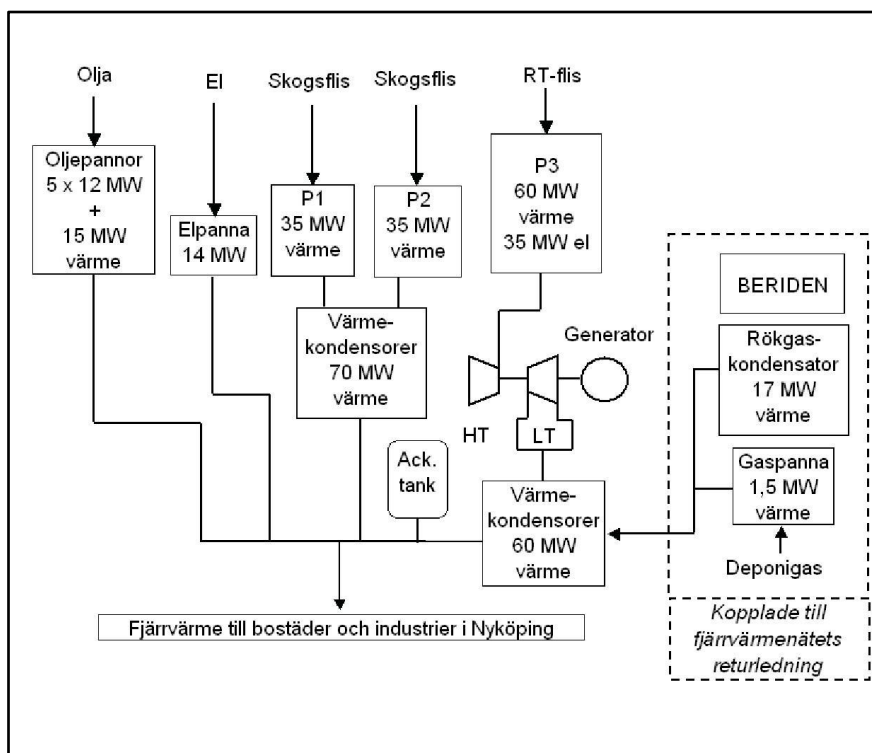 Olja
El
Skogsflis
Skogsflis
RT-flis
Oljepannor
5 x 12 MW
+
15 MW
värme
Elpanna
14 MW
P1
35 MW
värme
P2
35 MW
värme
P3
60 MW
värme
35 MW el
BERIDEN
Värme-
kondensorer
70 MW
värme
Generator
Rökgas-
kondensator
17 MW
värme
HT
LT
Ack.
tank
Värme-
kondensorer
60 MW
värme
Gaspanna
1,5 MW
värme
Deponigas
Fjärrvärme till bostäder och industrier i Nyköping
Kopplade till
fjärrvärmenätets
returledning